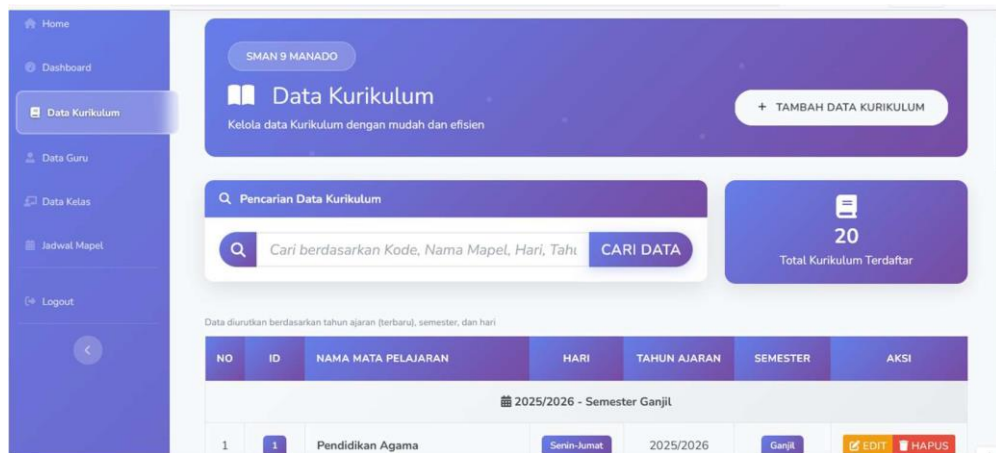 Home
Dashboard
Data Kurikulum
Data Guru
Data Kelas
Jadwal Mapel
Logout
SMAN 9 MANADO
Data Kurikulum
Kelola data Kurikulum dengan mudah dan efisien
+ TAMBAH DATA KURIKULUM
Pencarian Data Kurikulum
Cari berdasarkan Kode, Nama Mapel, Hari, Tahu
CARI DATA
20
Total Kurikulum Terdaftar
Data diurutkan berdasarkan tahun ajaran (terbaru), semester, dan hari
NO ID NAMA MATA PELAJARAN HARI TAHUN AJARAN SEMESTER AKSI
2025/2026 - Semester Ganjil
1 1 Pendidikan Agama Senin-Jumat 2025/2026 Ganjil EDIT HAPUS